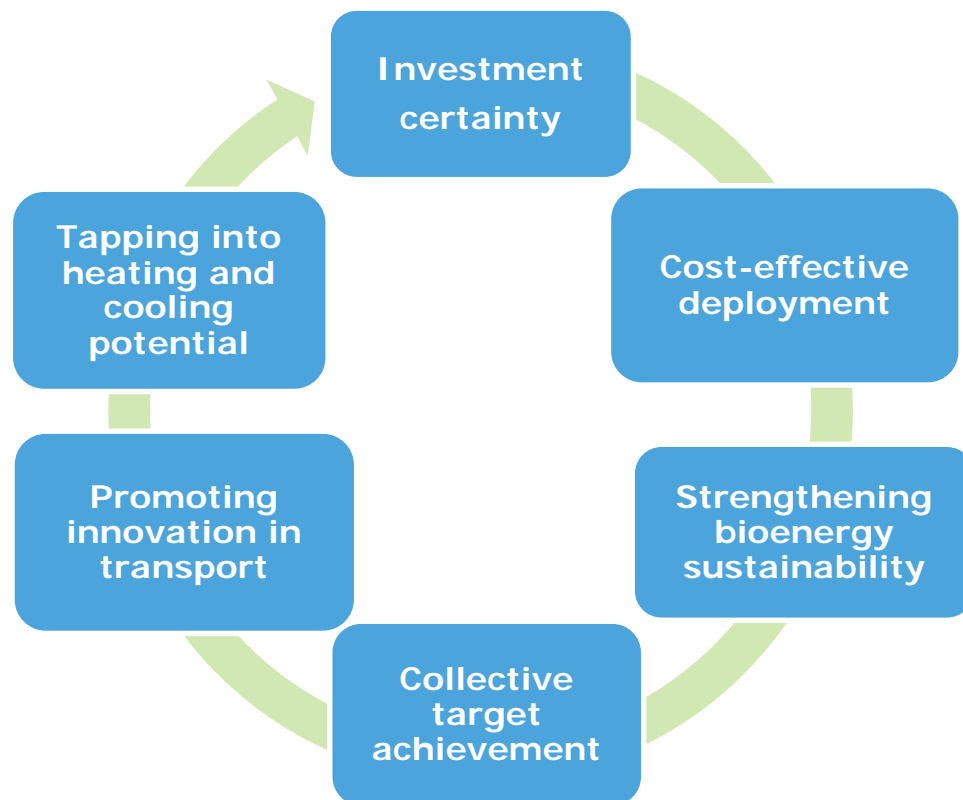 Investment
certainty
Cost-effective
deployment
Strengthening
bioenergy
sustainability
Collective
target
achievement
Promoting
innovation in
transport
Tapping into
heating and
cooling
potential